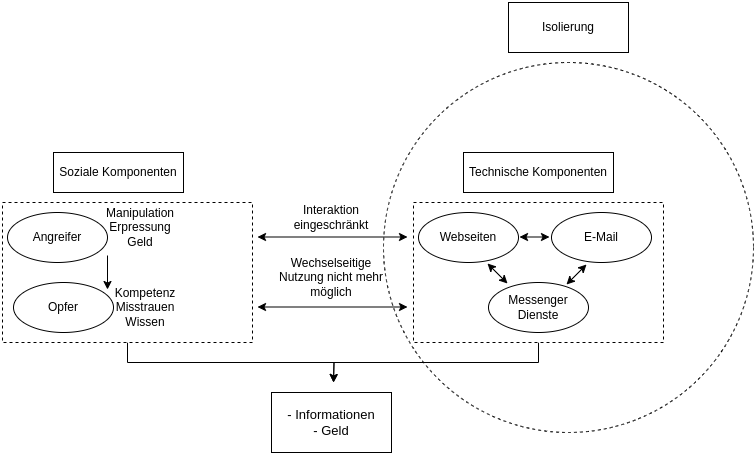 Isolierung
Soziale Komponenten
Technische Komponenten
Angreifer
Manipulation
Erpressung
Geld
Opfer
Kompetenz
Misstrauen
Wissen
Interaktion
eingeschränkt
Wechselseitige
Nutzung nicht mehr
möglich
Webseiten
E-Mail
Messenger
Dienste
- Informationen
- Geld